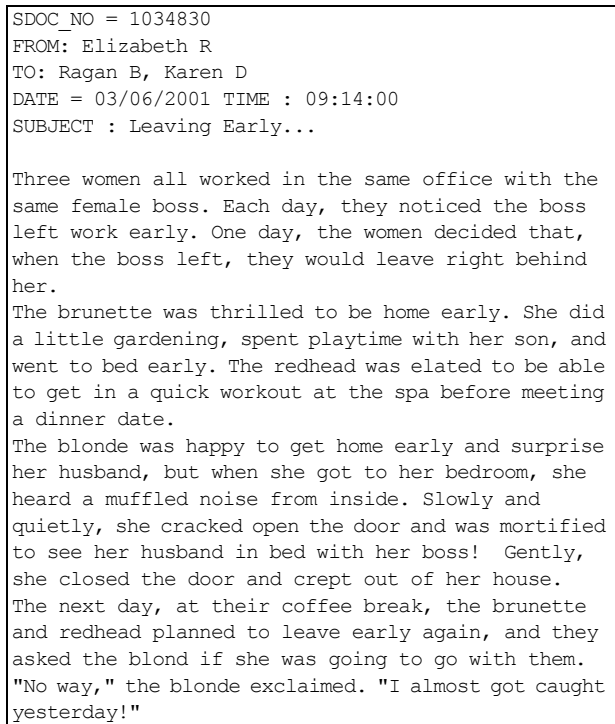 SDOC_NO = 1034830
FROM: Elizabeth R
TO: Ragan B, Karen D
DATE = 03/06/2001 TIME : 09:14:00
SUBJECT : Leaving Early...

Three women all worked in the same office with the
same female boss. Each day, they noticed the boss
left work early. One day, the women decided that,
when the boss left, they would leave right behind
her.
The brunette was thrilled to be home early. She did
a little gardening, spent playtime with her son, and
went to bed early. The redhead was elated to be able
to get in a quick workout at the spa before meeting
a dinner date.
The blonde was happy to get home early and surprise
her husband, but when she got to her bedroom, she
heard a muffled noise from inside. Slowly and
quietly, she cracked open the door and was mortified
to see her husband in bed with her boss!  Gently,
she closed the door and crept out of her house.
The next day, at their coffee break, the brunette
and redhead planned to leave early again, and they
asked the blond if she was going to go with them.
"No way," the blonde exclaimed. "I almost got caught
yesterday!"